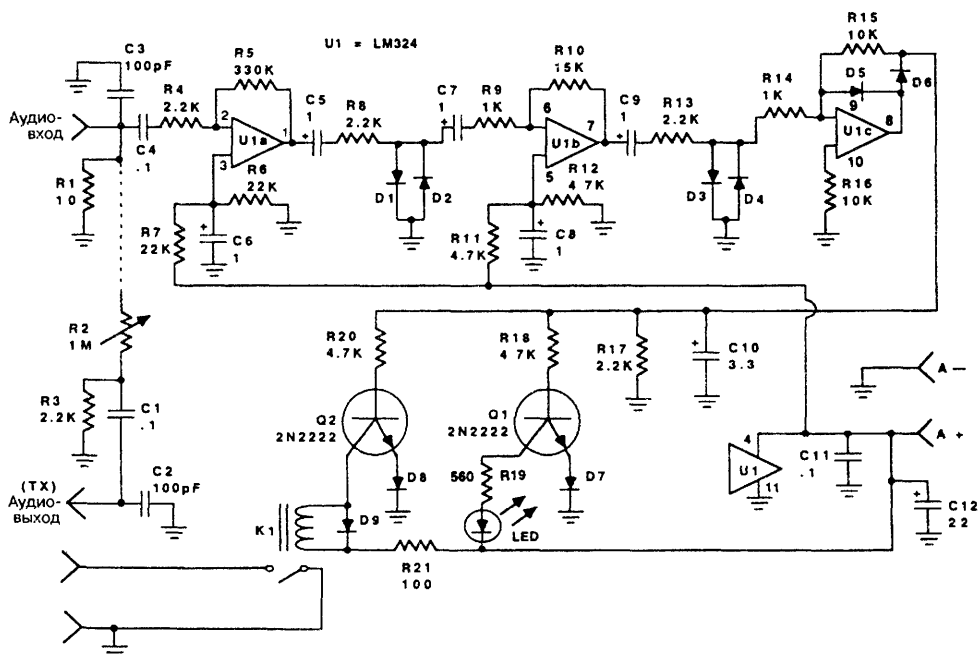 U1 = LM324
C3
100pF
R4
2.2K
R5
330K
Аудио-
вход
C4
.1
R1
10
2
3
1
U1a
C5
1
R8
2.2K
C7
1
R9
1K
R10
15K
6
5
7
U1b
C9
1
R13
2.2K
R14
1K
R15
10K
D5
D6
9
10
8
U1c
R6
22K
D1
D2
R12
4.7K
D3
D4
R16
10K
R7
22K
C6
1
R11
4.7K
C8
1
R2
1M
R20
4.7K
R18
4.7K
R17
2.2K
C10
3.3
A –
R3
2.2K
C1
.1
Q2
2N2222
Q1
2N2222
A +
4
U1
11
C11
.1
(TX)
Аудио-
выход
C2
100pF
D8
560
R19
D7
C12
22
K1
D9
LED
R21
100